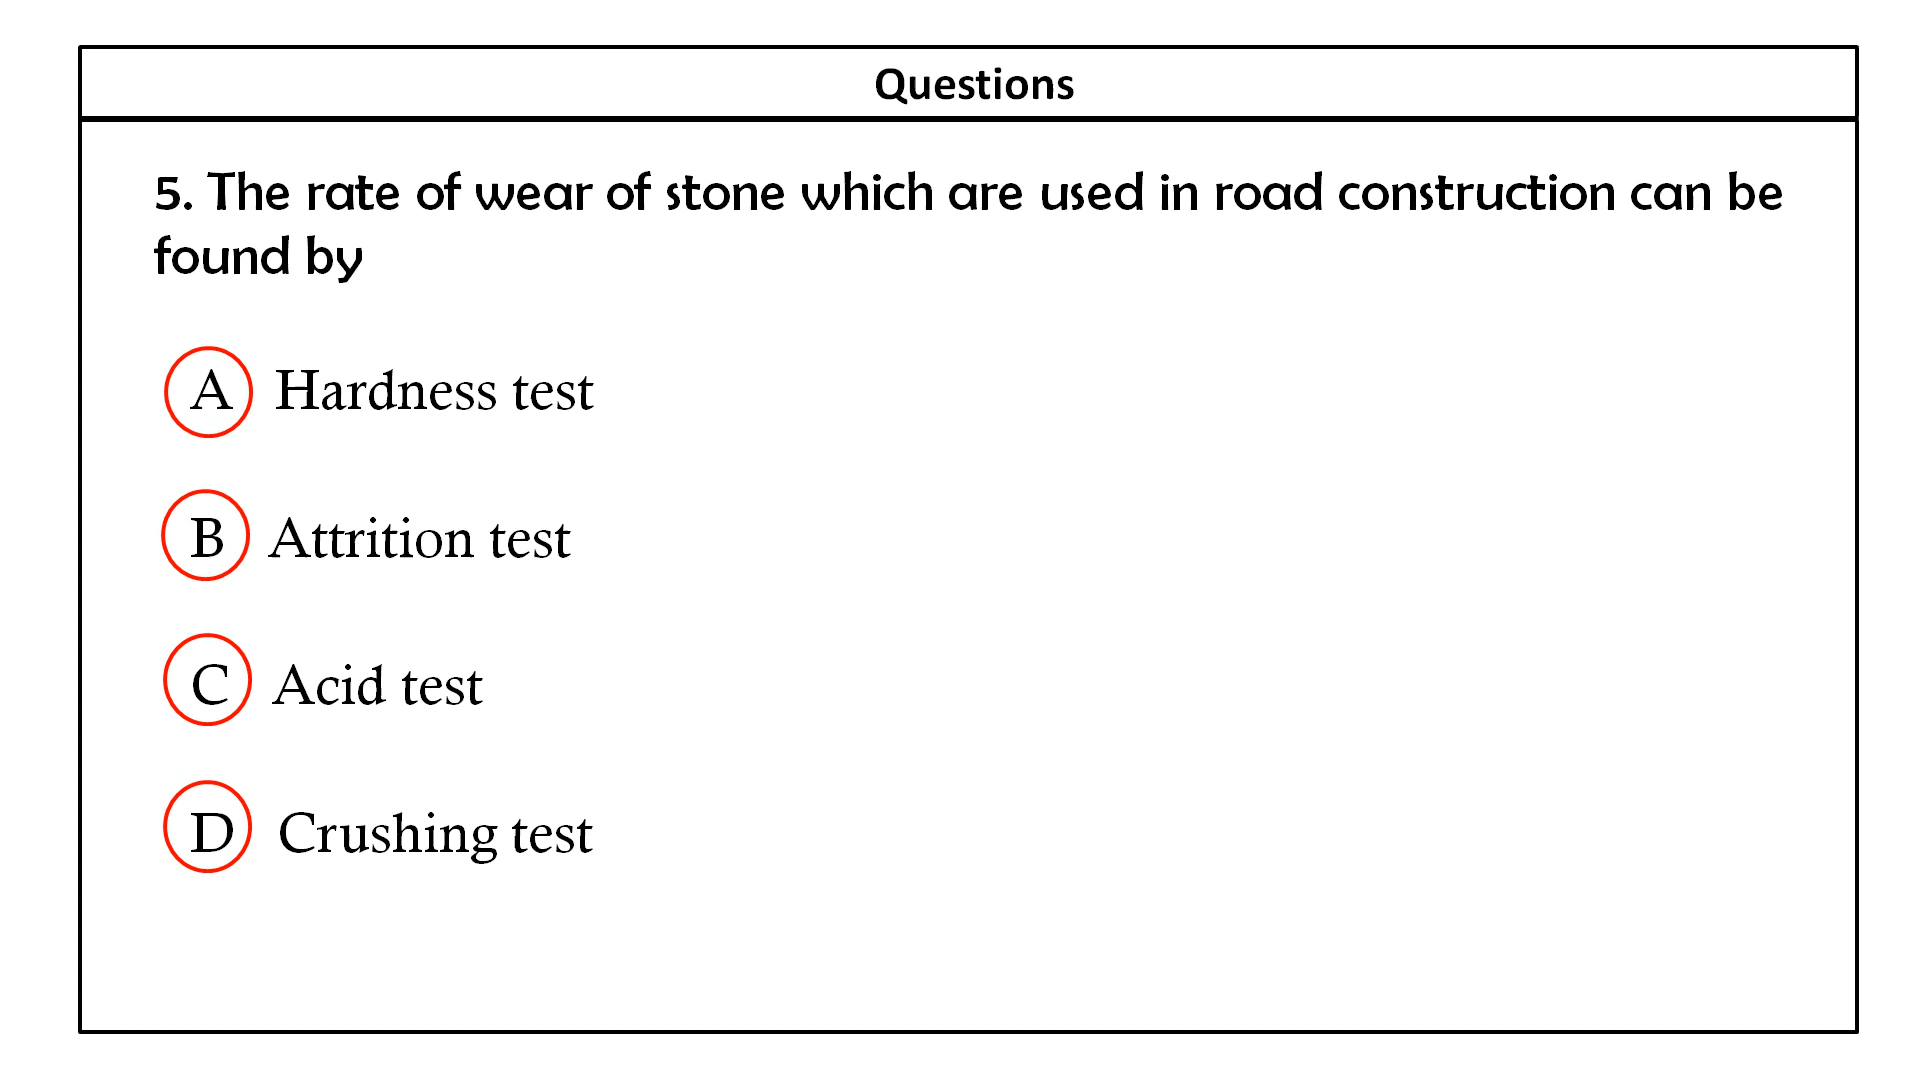 Questions
5. The rate of wear of stone which are used in road construction can be
found by
A Hardness test
B Attrition test
C Acid test
D Crushing test